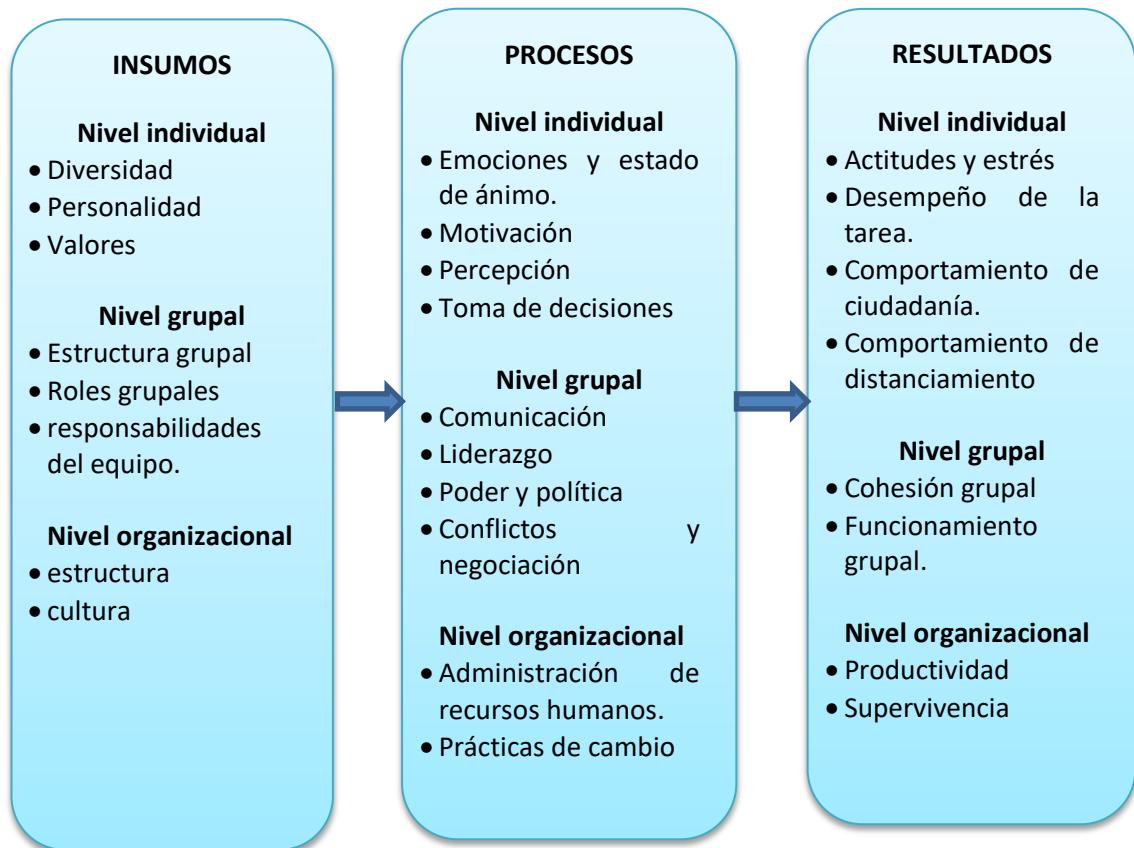 INSUMOS
Nivel individual
• Diversidad
• Personalidad
• Valores
Nivel grupal
• Estructura grupal
• Roles grupales
• responsabilidades
del equipo.
Nivel organizacional
• estructura
• cultura
PROCESOS
Nivel individual
• Emociones y estado
de ánimo.
• Motivación
• Percepción
• Toma de decisiones
Nivel grupal
• Comunicación
• Liderazgo
• Poder y política
• Conflictos y
negociación
Nivel organizacional
• Administración de
recursos humanos.
• Prácticas de cambio
RESULTADOS
Nivel individual
• Actitudes y estrés
• Desempeño de la
tarea.
• Comportamiento de
ciudadanía.
• Comportamiento de
distanciamiento
Nivel grupal
• Cohesión grupal
• Funcionamiento
grupal.
Nivel organizacional
• Productividad
• Supervivencia